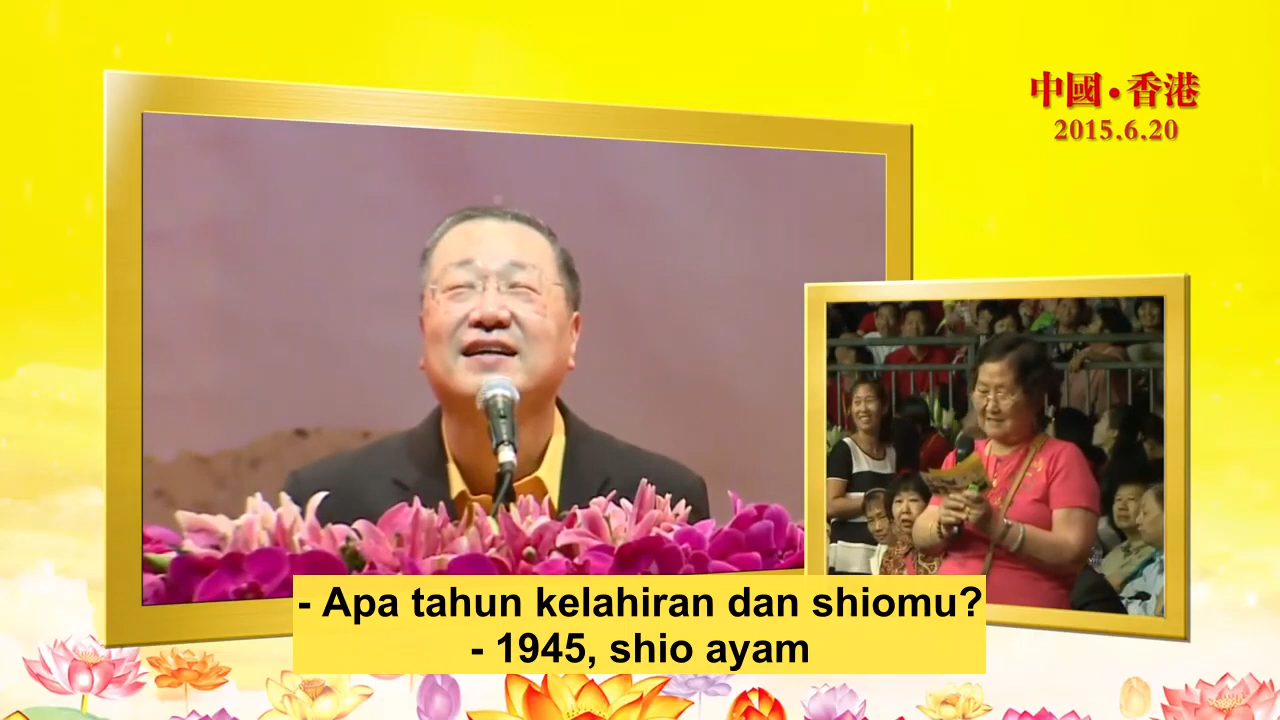 中國•香港
2015.6.20
- Apa tahun kelahiran dan shiomu?
- 1945, shio ayam